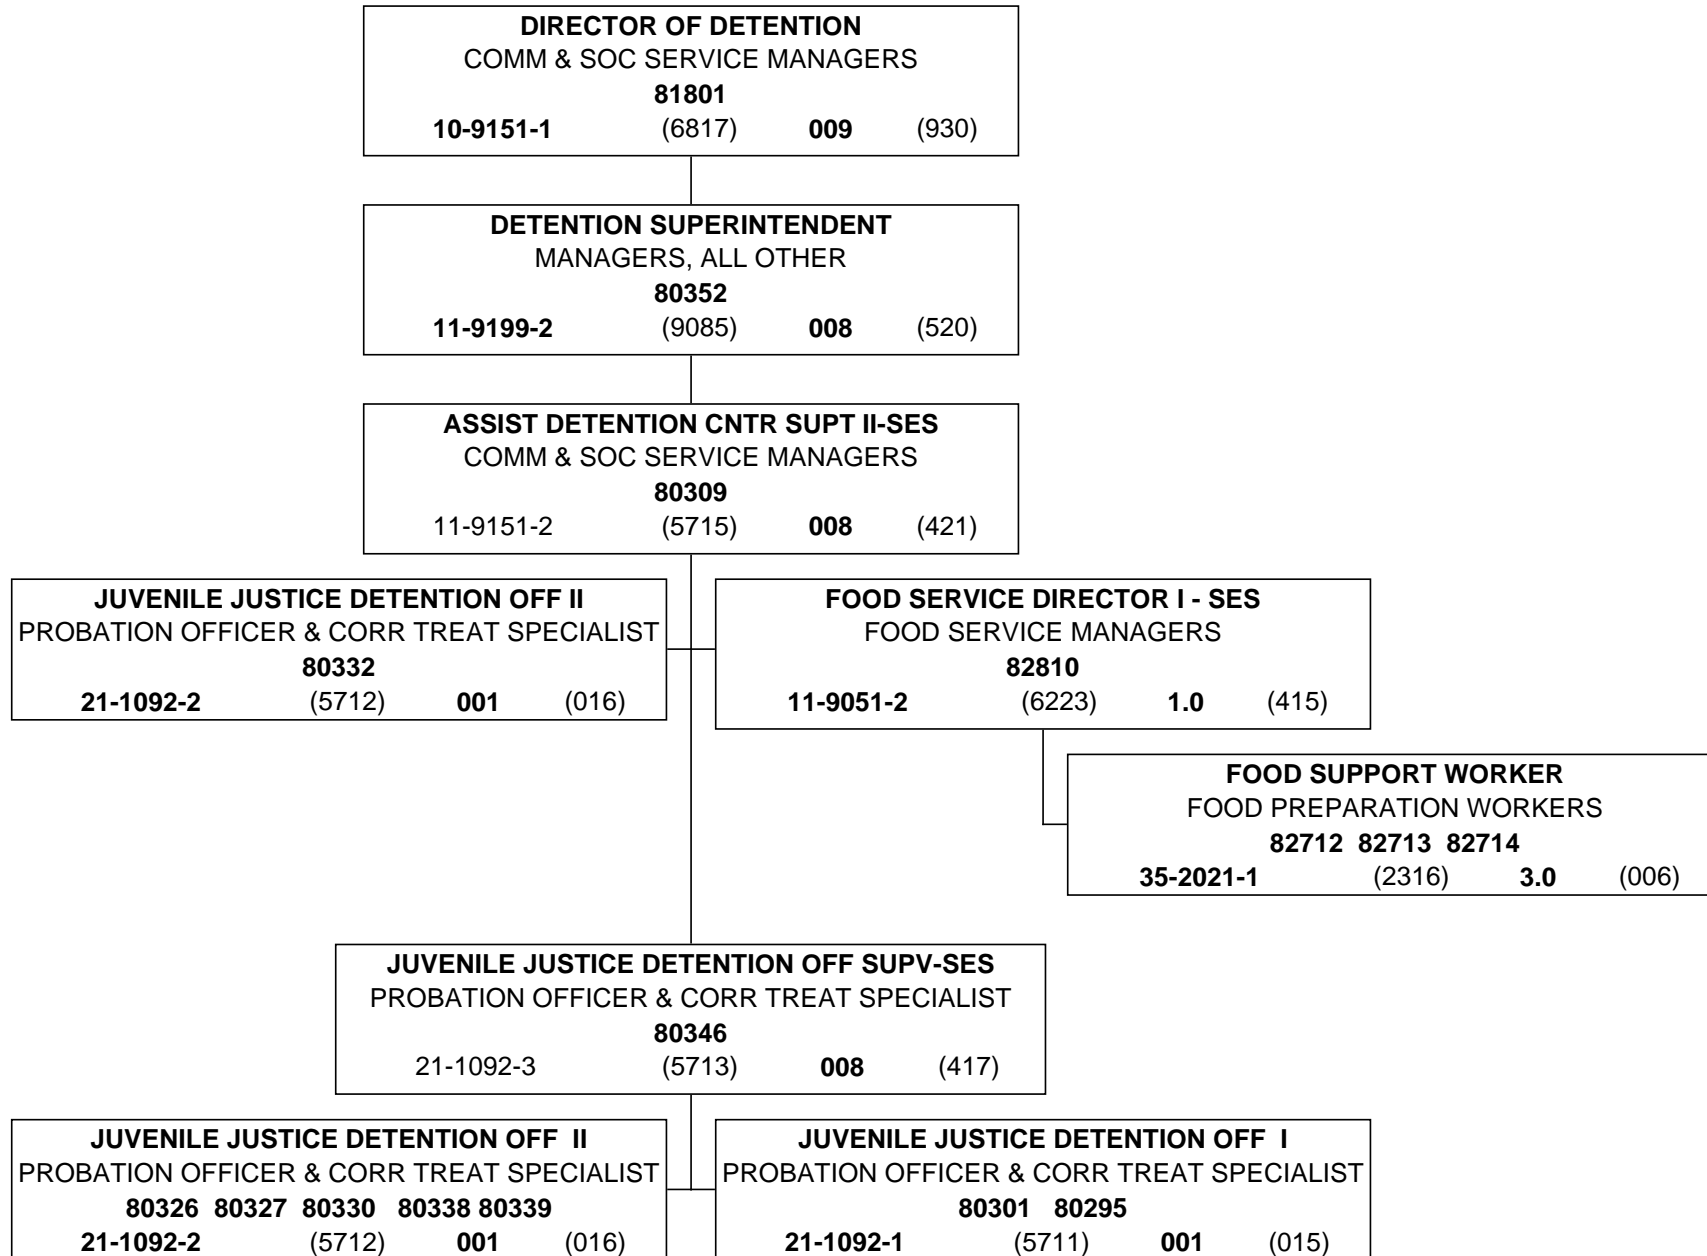 DIRECTOR OF DETENTION
COMM & SOC SERVICE MANAGERS
81801
10-9151-1 (6817) 009 (930)
DETENTION SUPERINTENDENT
MANAGERS, ALL OTHER
80352
11-9199-2 (9085) 008 (520)
ASSIST DETENTION CNTR SUPT II-SES
COMM & SOC SERVICE MANAGERS
80309
11-9151-2 (5715) 008 (421)
JUVENILE JUSTICE DETENTION OFF II
PROBATION OFFICER & CORR TREAT SPECIALIST
80332
21-1092-2 (5712) 001 (016)
FOOD SERVICE DIRECTOR I - SES
FOOD SERVICE MANAGERS
82810
11-9051-2 (6223) 1.0 (415)
FOOD SUPPORT WORKER
FOOD PREPARATION WORKERS
82712 82713 82714
35-2021-1 (2316) 3.0 (006)
JUVENILE JUSTICE DETENTION OFF SUPV-SES
PROBATION OFFICER & CORR TREAT SPECIALIST
80346
21-1092-3 (5713) 008 (417)
JUVENILE JUSTICE DETENTION OFF II
PROBATION OFFICER & CORR TREAT SPECIALIST
80326 80327 80330 80338 80339
21-1092-2 (5712) 001 (016)
JUVENILE JUSTICE DETENTION OFF I
PROBATION OFFICER & CORR TREAT SPECIALIST
80301 80295
21-1092-1 (5711) 001 (015)